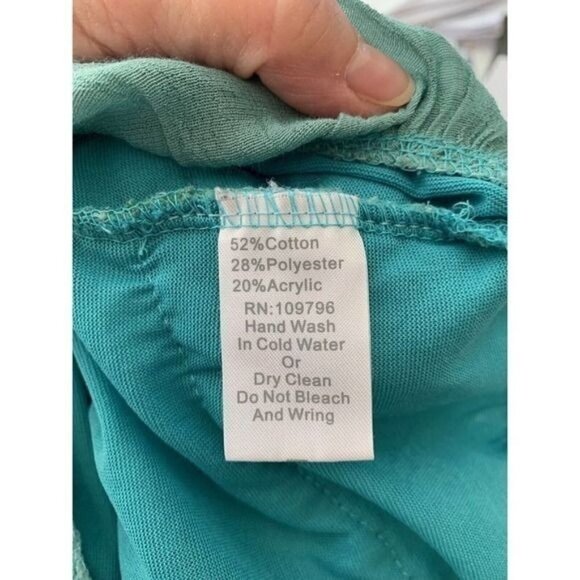 52%Cotton
28%Polyester
20%Acrylic
RN:109796
Hand Wash
In Cold Water
Or
Dry Clean
Do Not Bleach
And Wring